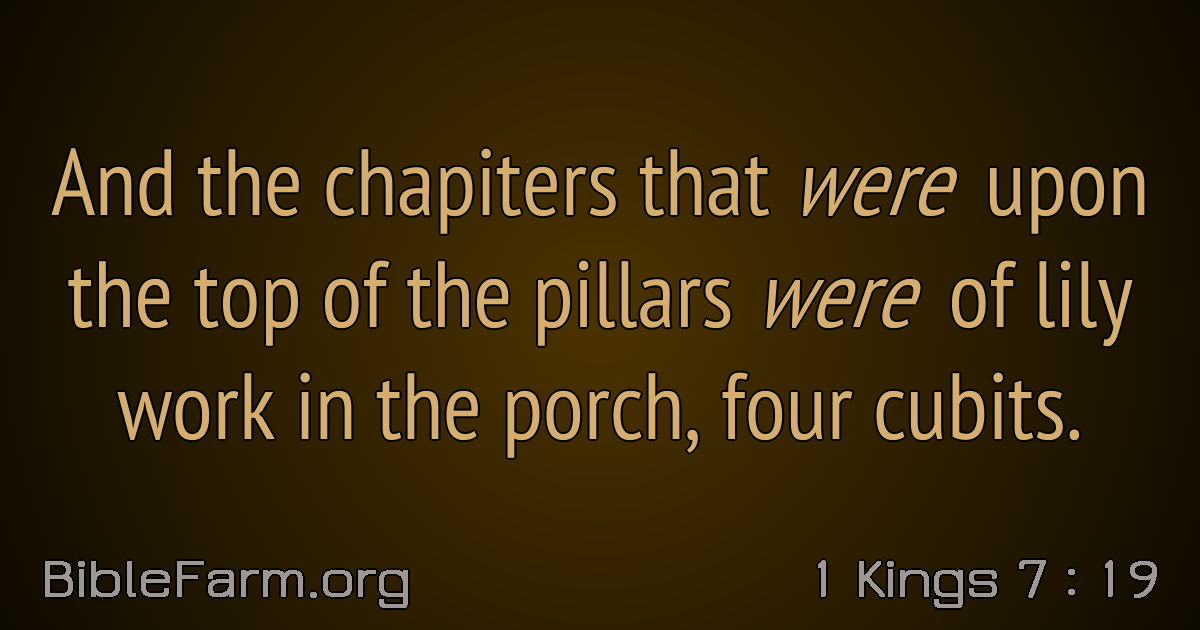 And the chapiters that were upon
the top of the pillars were of lily
work in the porch, four cubits.
BibleFarm.org
1 Kings 7 : 19